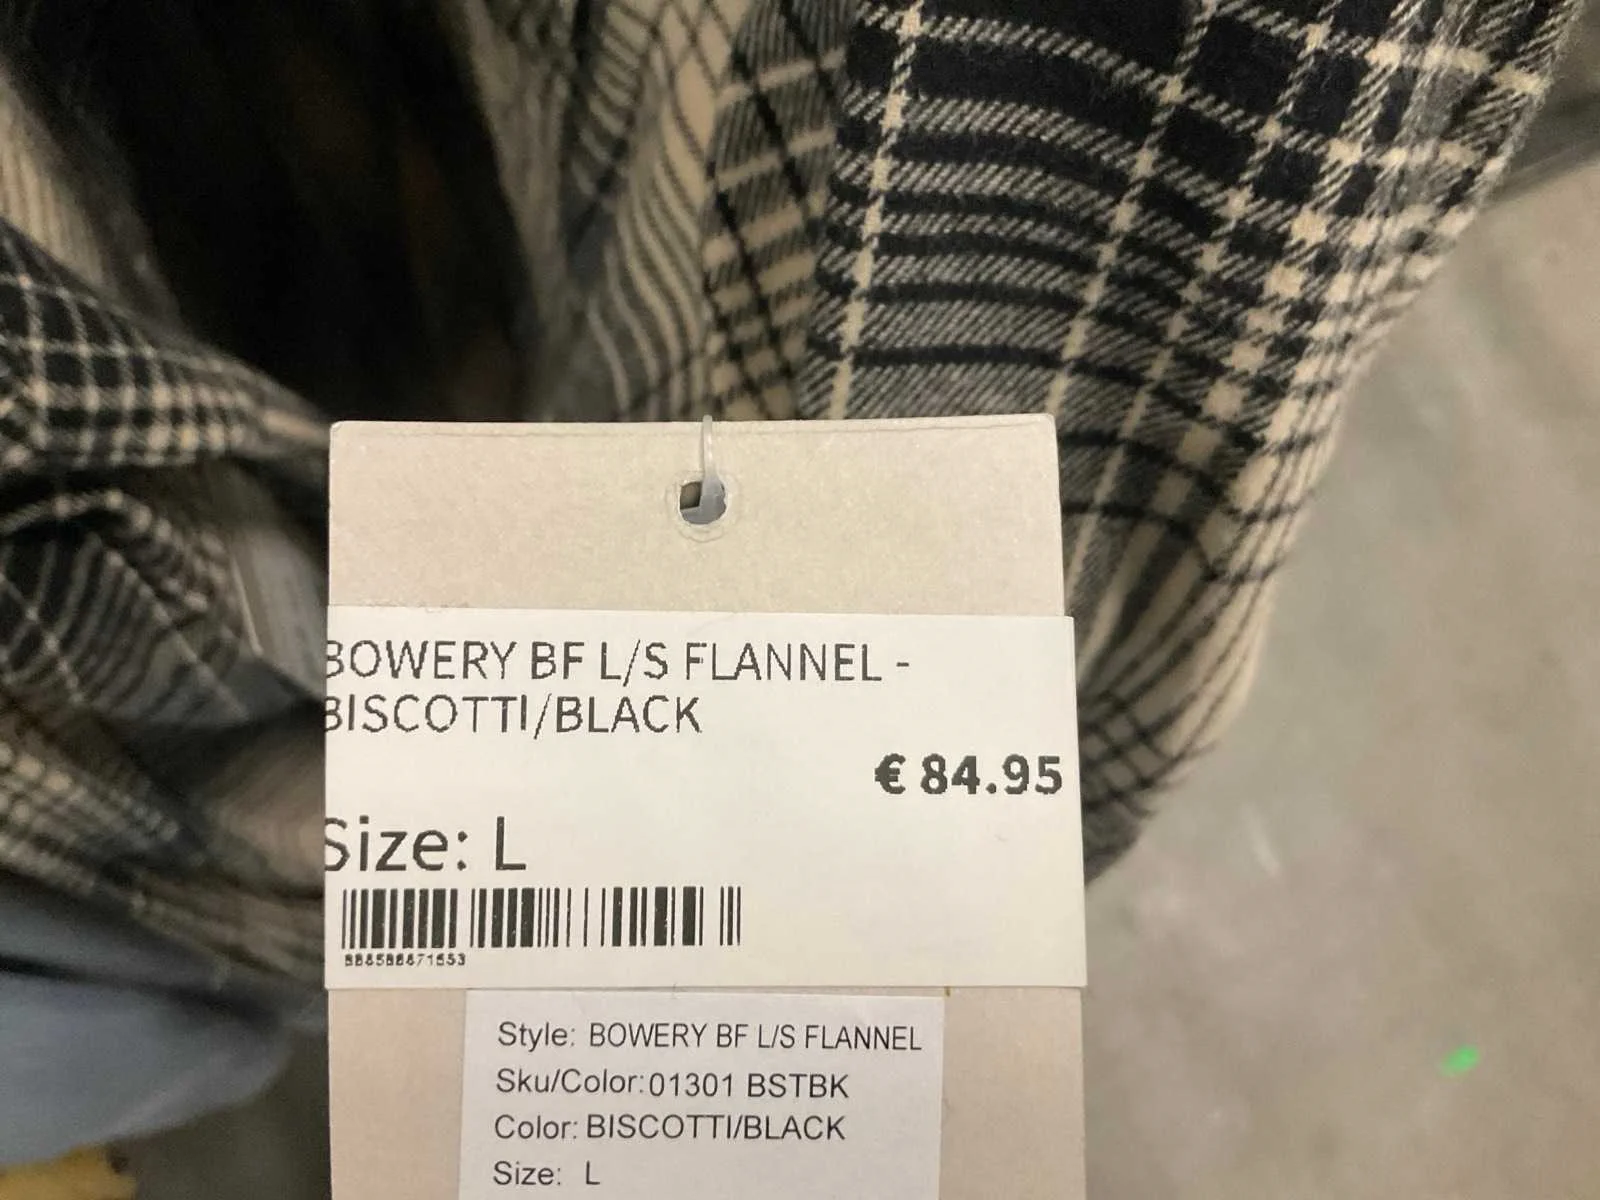 BOWERY BF L/S FLANNEL -
BISCOTTI/BLACK
€ 84.95
Size: L
Style: BOWERY BF L/S FLANNEL
Sku/Color:01301 BSTBK
Color: BISCOTTI/BLACK
Size: L